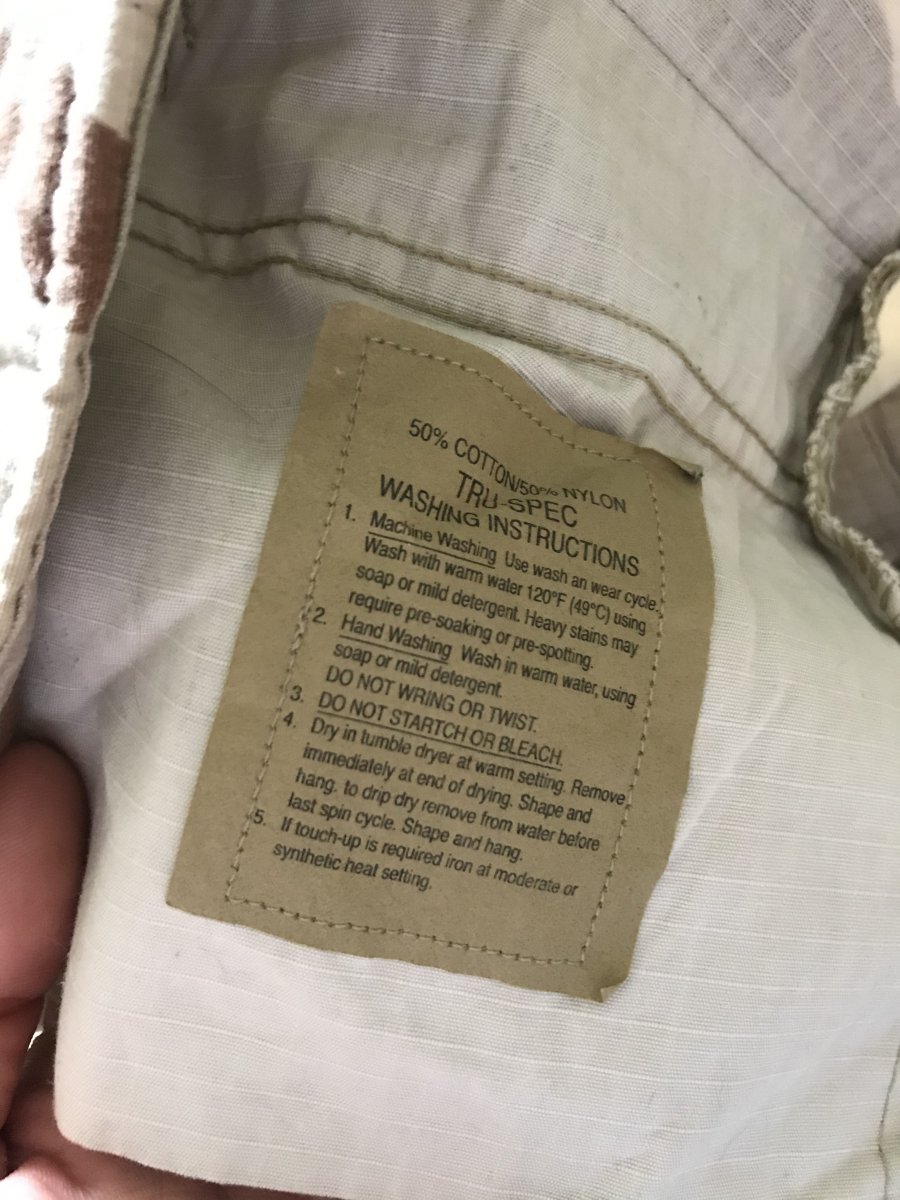 50% COTTON/50% NYLON
TRU-SPEC
WASHING INSTRUCTIONS
1. Machine Washing Use wash an wear cycle.
Wash with warm water 120°F (49°C) using
soap or mild detergent. Heavy stains may
require pre-soaking or pre-spotting.
2. Hand Washing Wash in warm water, using
soap or mild detergent.
DO NOT WRING OR TWIST.
3. DO NOT STARTCH OR BLEACH.
4. Dry in tumble dryer at warm setting. Remove
immediately at end of drying. Shape and
hang. to drip dry remove from water before
last spin cycle. Shape and hang.
5. If touch-up is required iron at moderate or
synthetic heat setting.